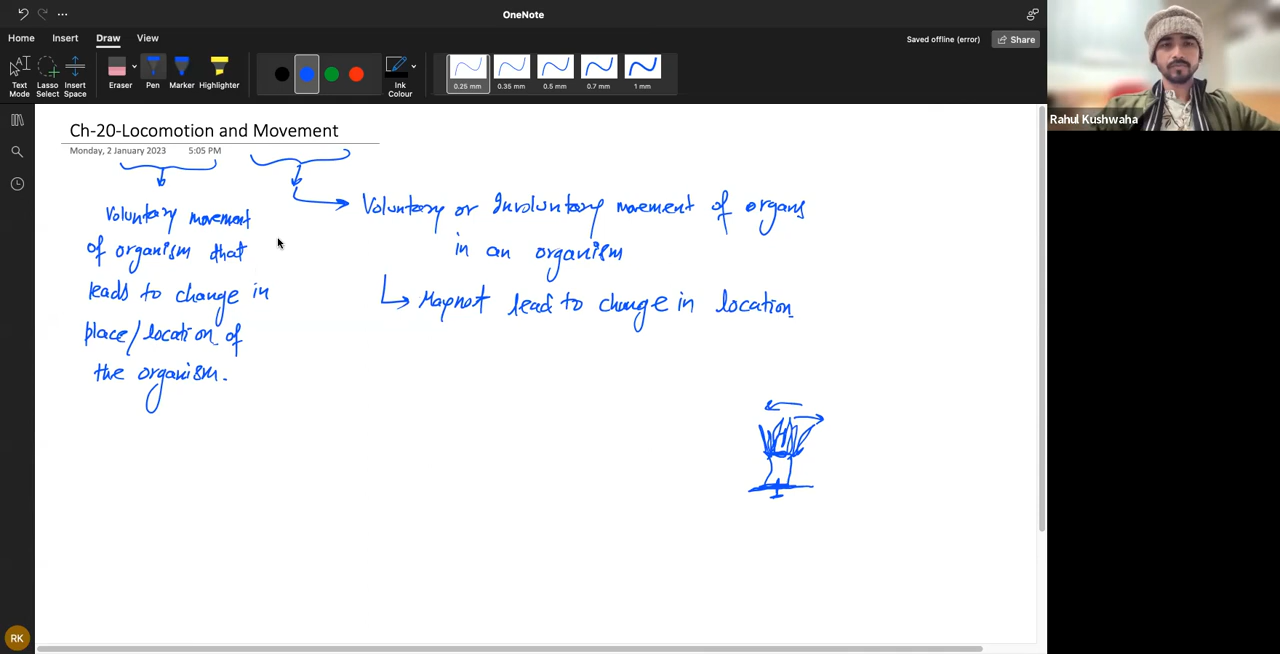 OneNote
Home
Insert
Draw
View
Saved offline (error)
Share
Text Mode
Lasso Select
Insert Space
Eraser
Pen
Marker
Highlighter
Ink Colour
0.25 mm
0.35 mm
0.5 mm
0.7 mm
1 mm
Rahul Kushwaha
Ch-20-Locomotion and Movement
Monday, 2 January 2023 5:05 PM
Voluntary movement
of organism that
leads to change in
place/location of
the organism.
Voluntary or Involuntary movement of organs
in an organism
May not lead to change in location
RK